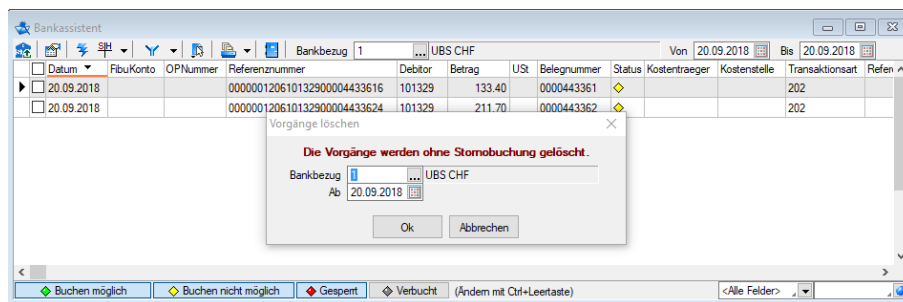 Bankassistent
S|H Bankbezug 1 ... UBS CHF Von 20.09.2018 Bis 20.09.2018
Datum FibuKonto OPNummer Referenznummer Debitor Betrag USt Belegnummer Status Kostentraeger Kostenstelle Transaktionsart Refere
20.09.2018 000000120610132900004433616 101329 133.40 0000443361 202
20.09.2018 000000120610132900004433624 101329 211.70 0000443362 202
Vorgänge löschen
Die Vorgänge werden ohne Stornobuchung gelöscht.
Bankbezug 1 ... UBS CHF
Ab 20.09.2018
Ok Abbrechen
Buchen möglich Buchen nicht möglich Gesperrt Verbucht (Ändern mit Ctrl+Leertaste) <Alle Felder>